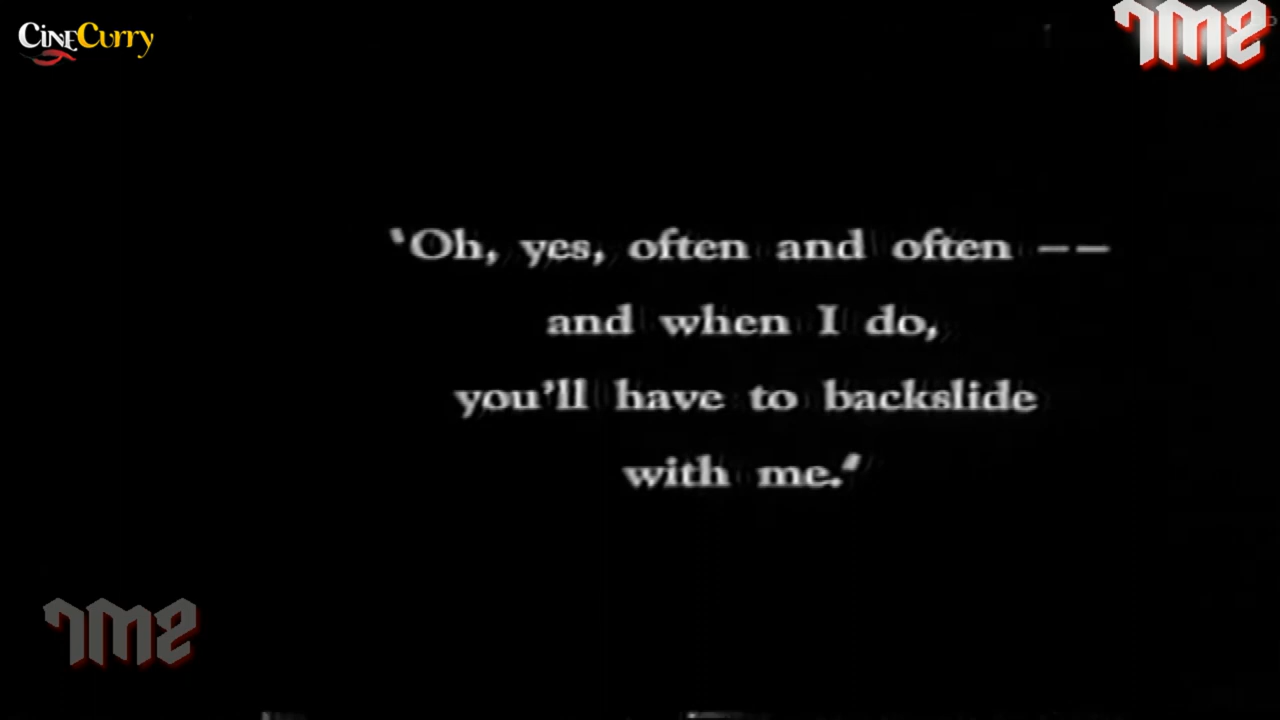 CineCurry
'Oh, yes, often and often --
and when I do,
you'll have to backslide
with me.'